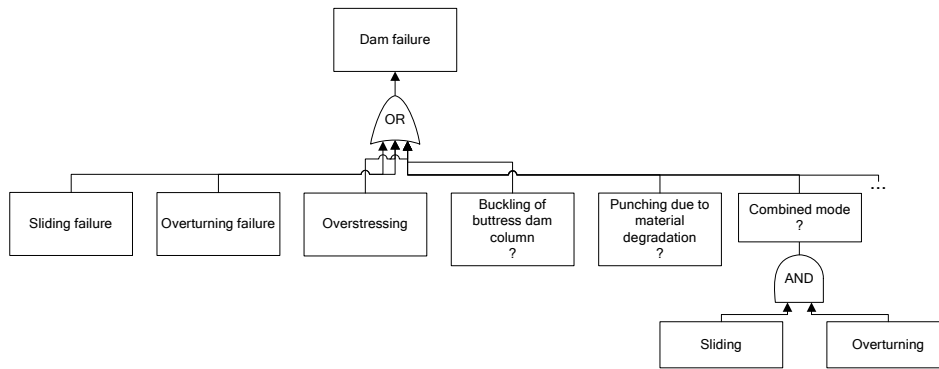 Dam failure
OR
Sliding failure
Overturning failure
Overstressing
Buckling of
buttress dam
column
?
Punching due to
material
degradation
?
Combined mode
?
...
AND
Sliding
Overturning